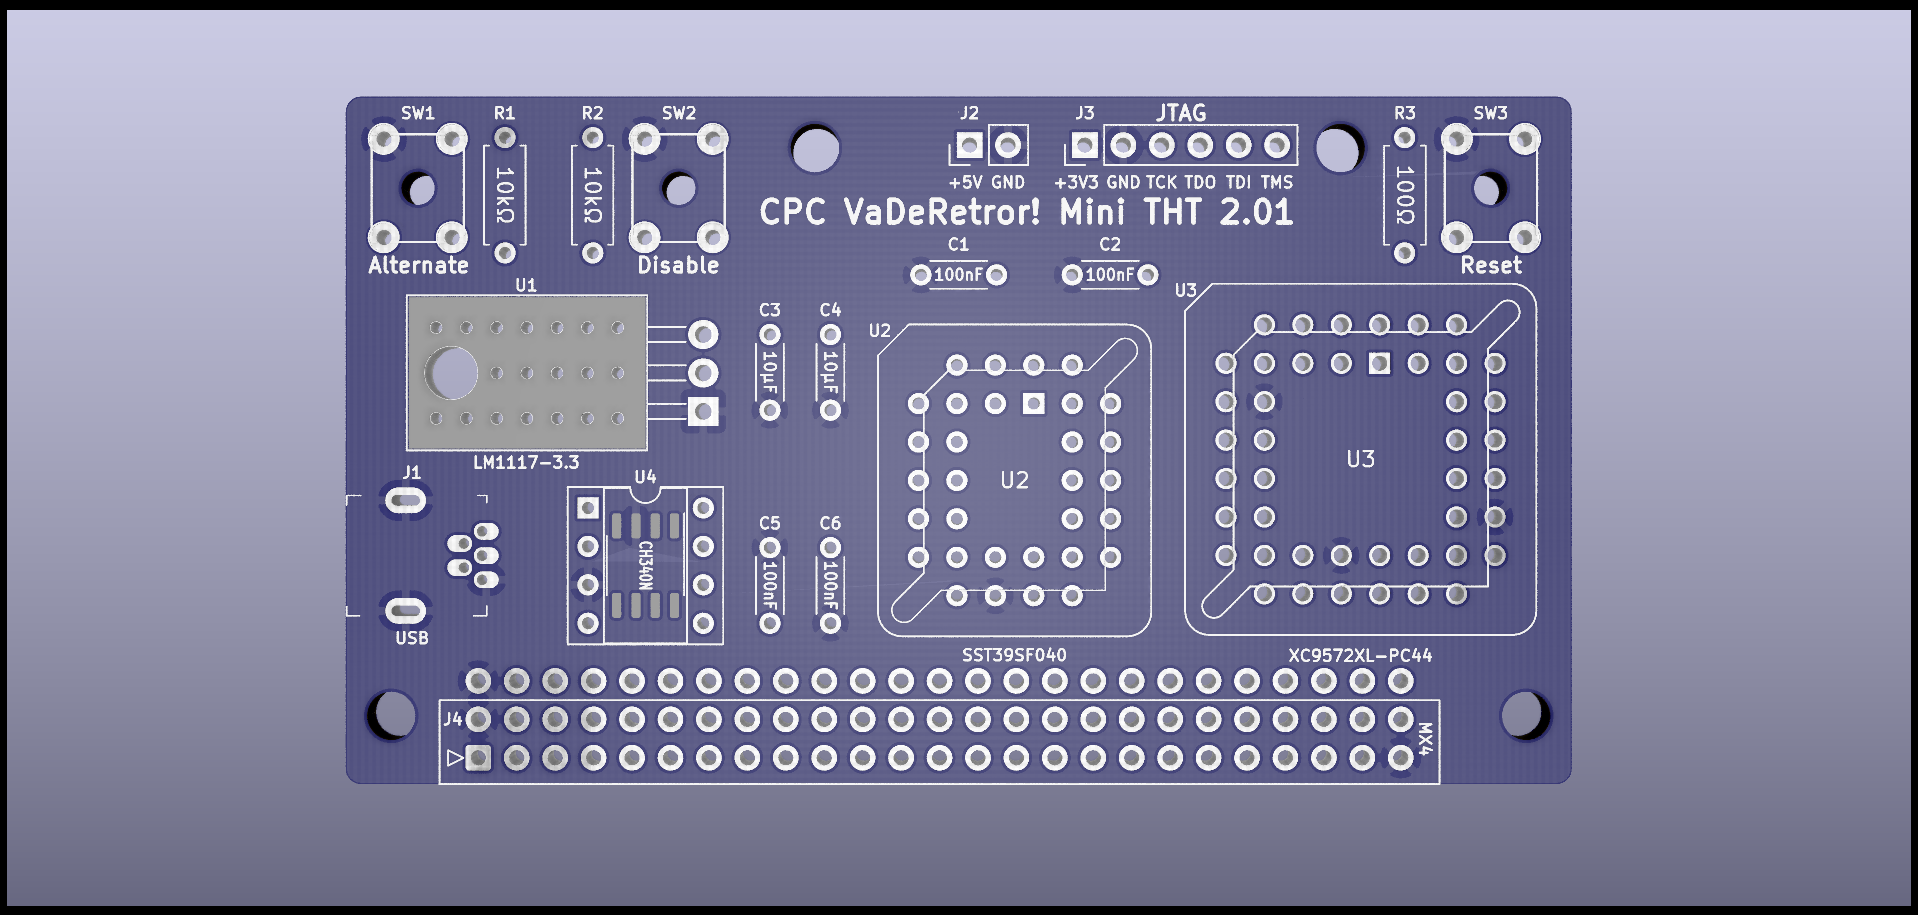 SW1 R1 R2 SW2 J2 J3 JTAG R3 SW3
10kΩ 10kΩ 100Ω
+5V GND +3V3 GND TCK TDO TDI TMS
CPC VaDeRetror! Mini THT 2.01
C1 C2
Alternate Disable Reset
100nF 100nF
U1 U3
C3 C4
U2
10µF 10µF
U2 U3
LM1117-3.3
J1 U4
C5 C6
CH340N
100nF 100nF
USB
SST39SF040 XC9572XL-PC44
J4 MX4